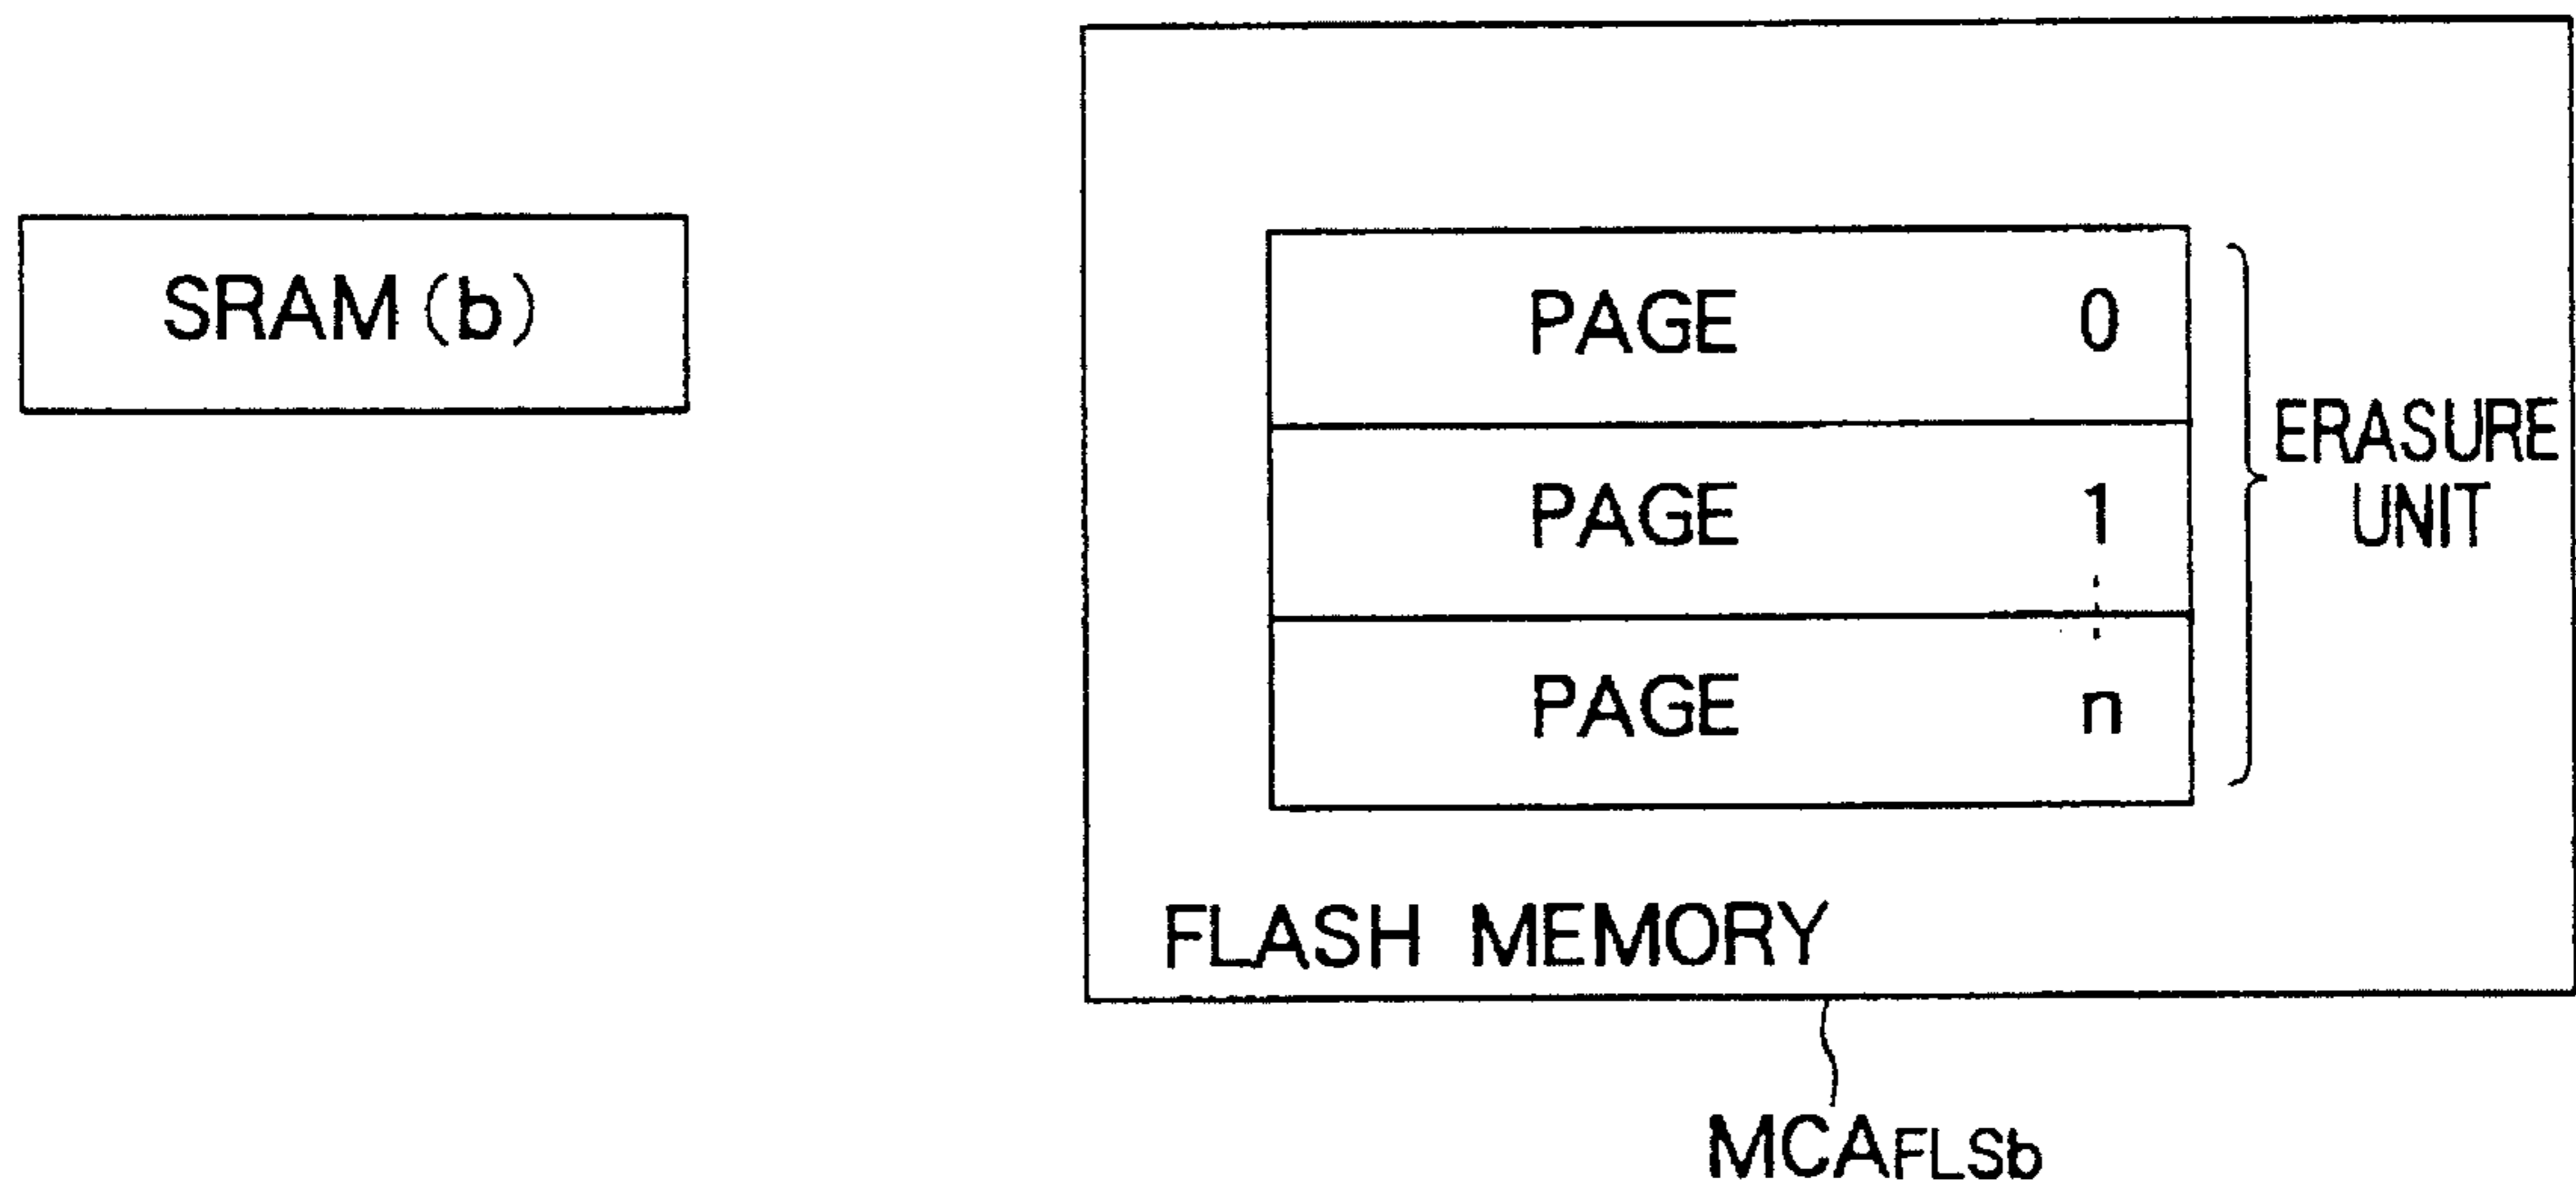 SRAM (b)
PAGE 0
PAGE 1
PAGE n
ERASURE
UNIT
FLASH MEMORY
MCAFLSb